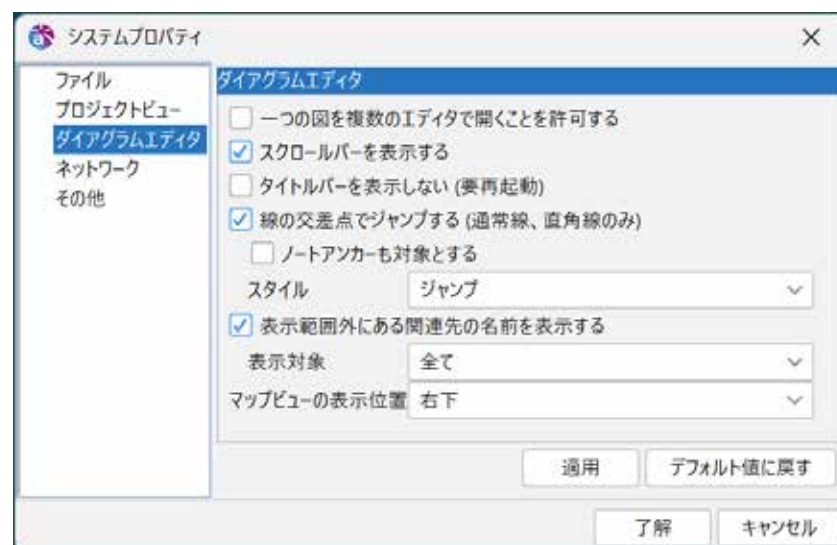 システムプロパティ
ファイル
プロジェクトビュー
ダイアグラムエディタ
ネットワーク
その他
ダイアグラムエディタ
一つの図を複数のエディタで開くことを許可する
スクロールバーを表示する
タイトルバーを表示しない (要再起動)
線の交差点でジャンプする (通常線、直角線のみ)
ノートアンカーも対象とする
スタイル ジャンプ
表示範囲外にある関連先の名前を表示する
表示対象 全て
マップビューの表示位置 右下
適用 デフォルト値に戻す
了解 キャンセル